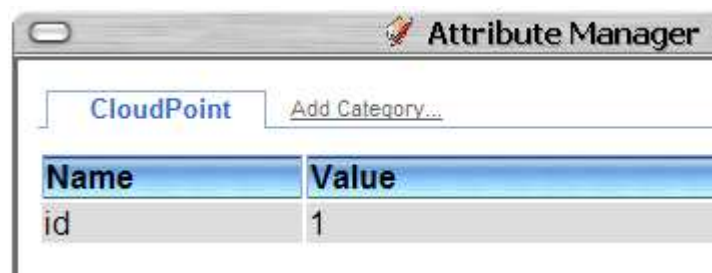 Attribute Manager
CloudPoint Add Category...
Name Value
id 1